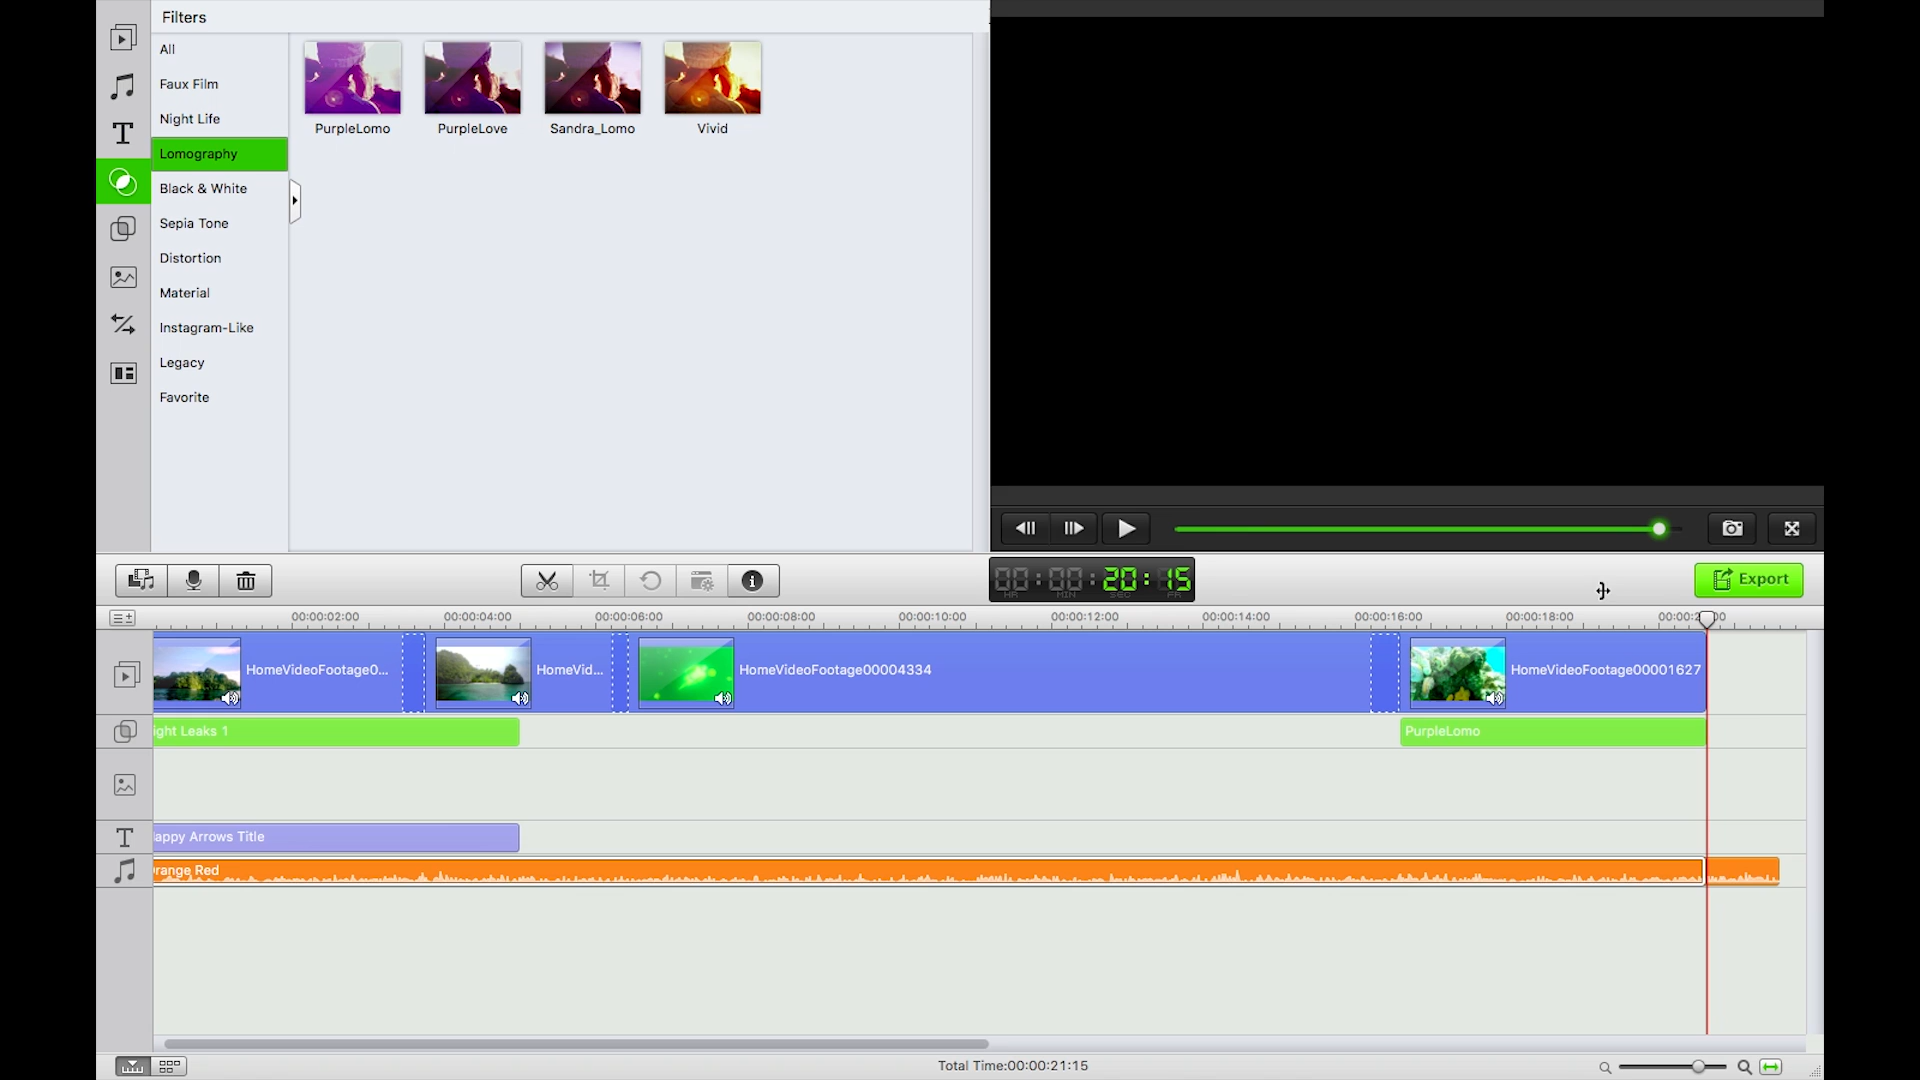 Filters
All
Faux Film
Night Life
Lomography
Black & White
Sepia Tone
Distortion
Material
Instagram-Like
Legacy
Favorite
PurpleLomo
PurpleLove
Sandra_Lomo
Vivid
00:00:20:15
HR MIN SEC FR
Export
00:00:02:00
00:00:04:00
00:00:06:00
00:00:08:00
00:00:10:00
00:00:12:00
00:00:14:00
00:00:16:00
00:00:18:00
HomeVideoFootage0...
HomeVid...
HomeVideoFootage00004334
HomeVideoFootage00001627
ight Leaks 1
PurpleLomo
T
appy Arrows Title
range Red
Total Time:00:00:21:15